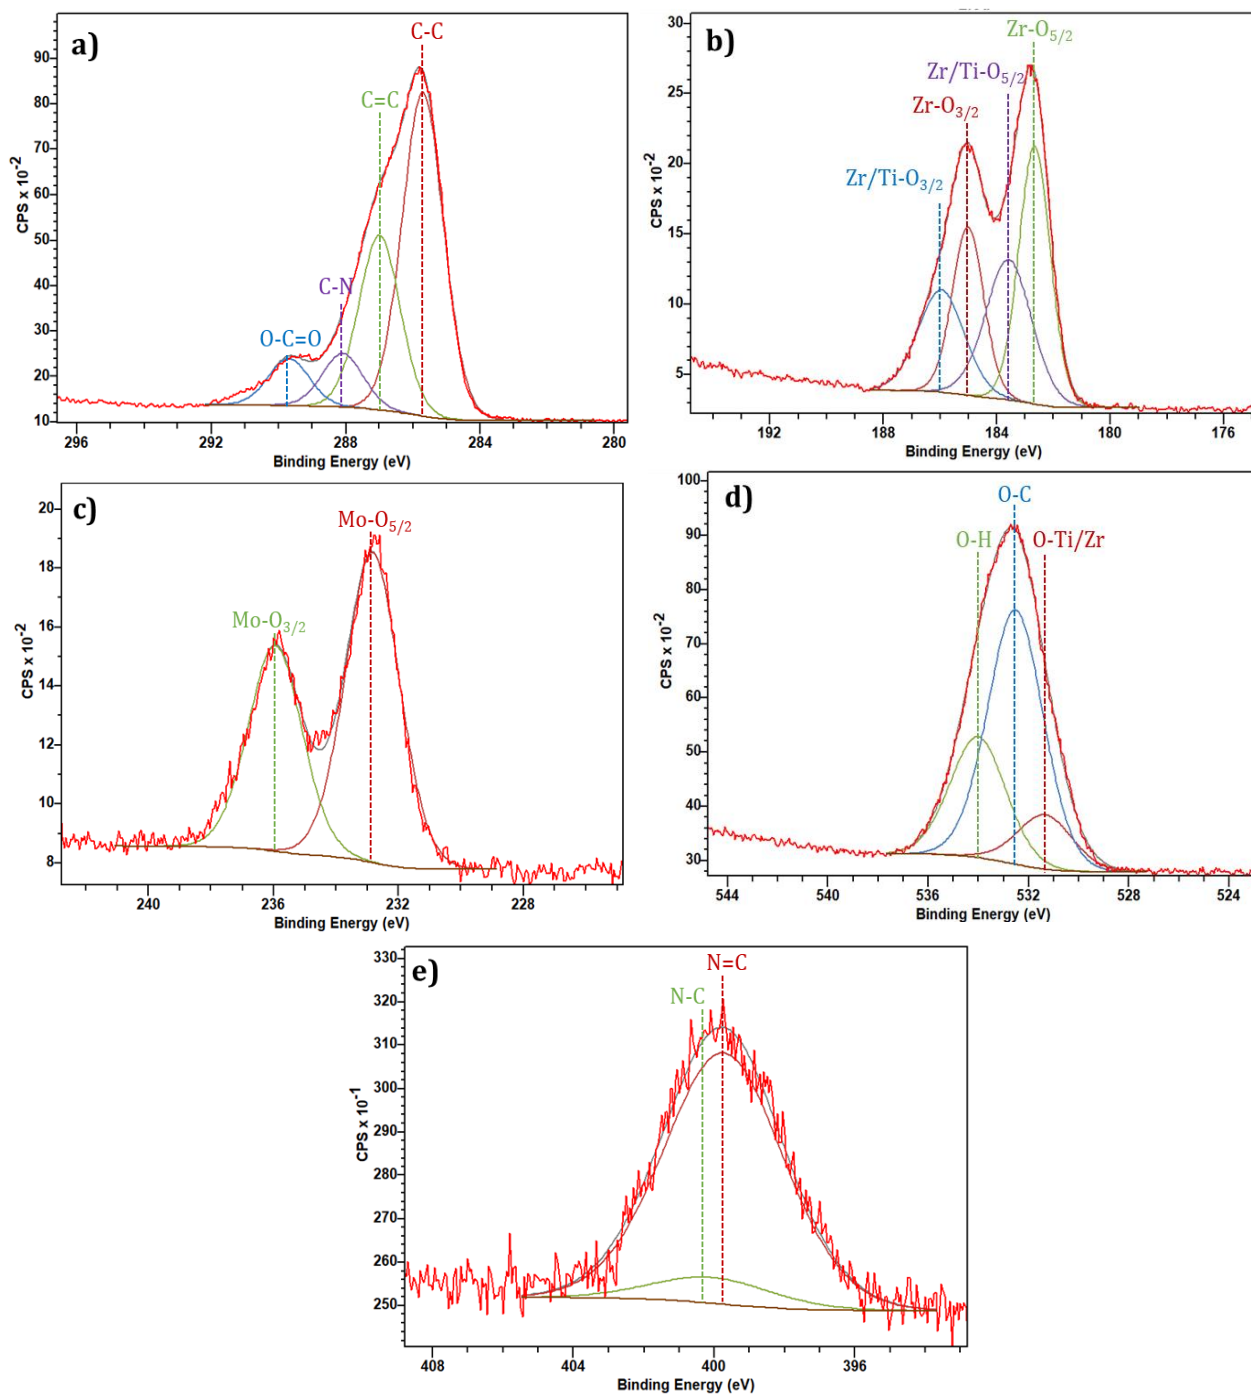 a)
C-C
C=C
C-N
O-C=O
90
80
70
60
50
40
30
20
10
CPS x 10⁻²
296 292 288 284 280
Binding Energy (eV)
b)
Zr-O5/2
Zr/Ti-O5/2
Zr-O3/2
Zr/Ti-O3/2
30
25
20
15
10
5
CPS x 10⁻²
192 188 184 180 176
Binding Energy (eV)
c)
Mo-O5/2
Mo-O3/2
20
18
16
14
12
10
8
CPS x 10⁻²
240 236 232 228
Binding Energy (eV)
d)
O-C
O-H
O-Ti/Zr
100
90
80
70
60
50
40
30
CPS x 10⁻²
544 540 536 532 528 524
Binding Energy (eV)
e)
N=C
N-C
330
320
310
300
290
280
270
260
250
CPS x 10⁻¹
408 404 400 396
Binding Energy (eV)